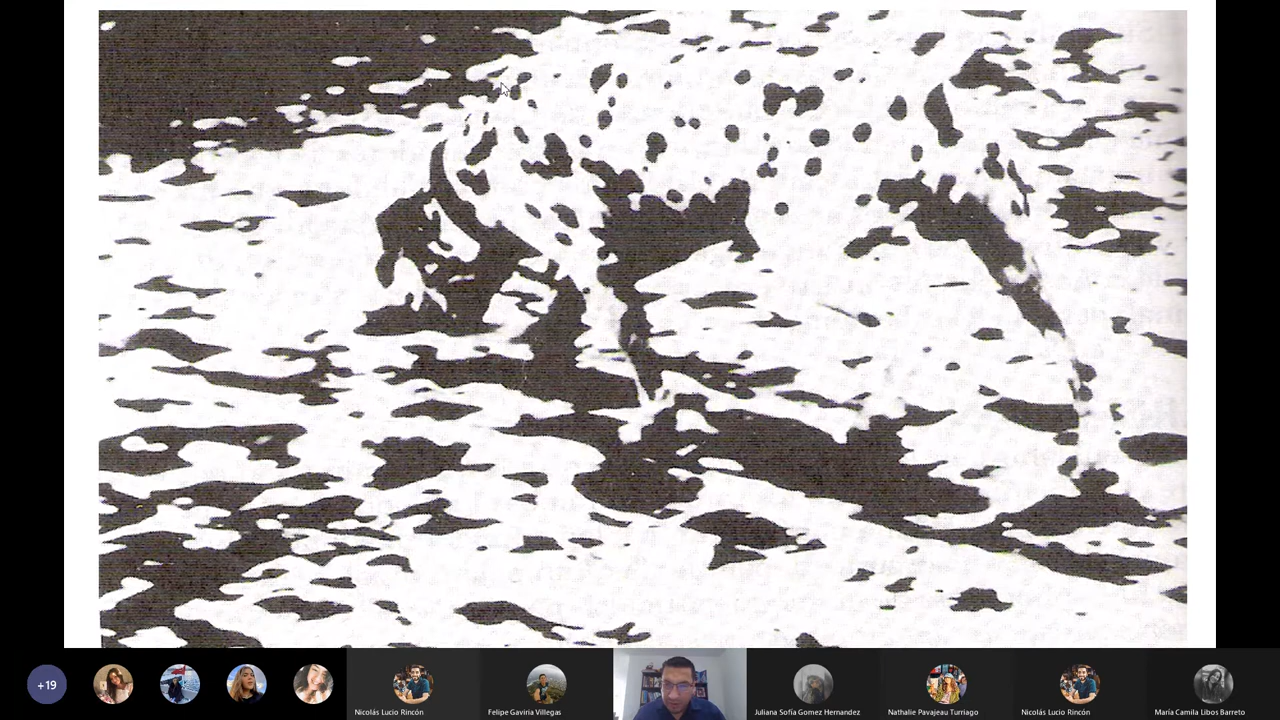 +19
Nicolás Lucio Rincón
Felipe Gaviria Villegas
Juliana Sofía Gomez Hernandez
Nathalie Pavajeau Turriago
Nicolás Lucio Rincón
María Camila Llinos Barreto